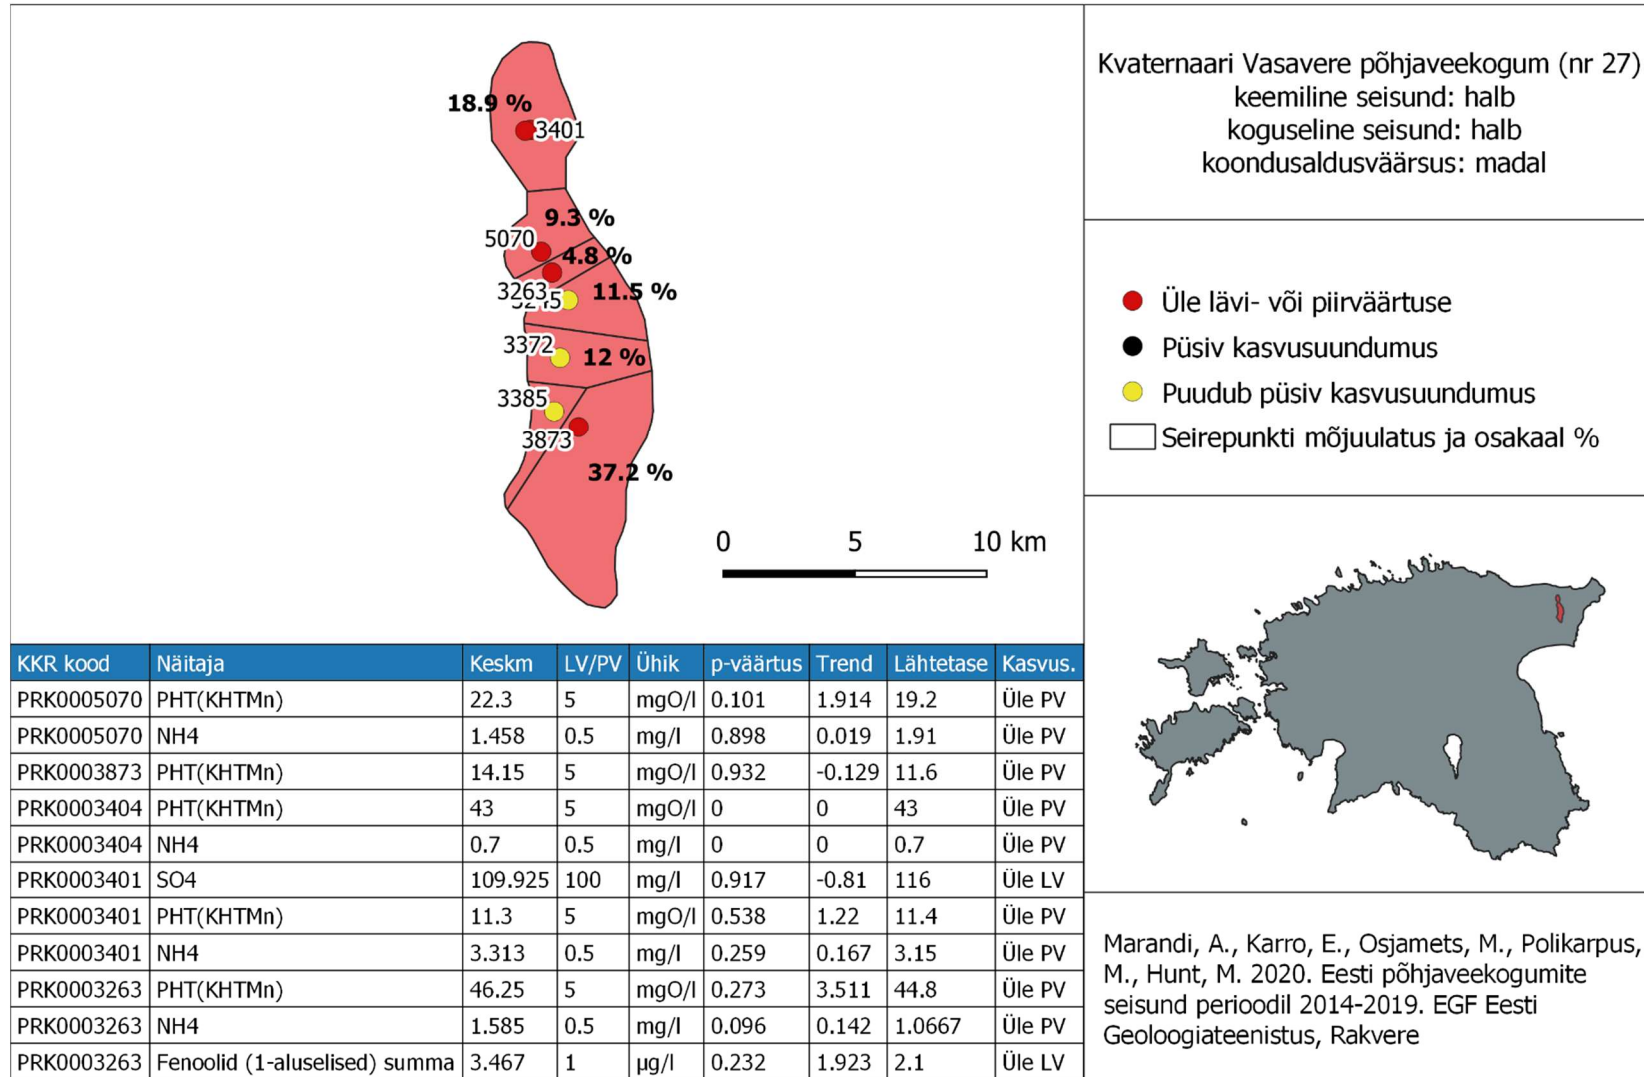 18.9 %
3401
9.3 %
5070
4.8 %
3263
11.5 %
3372
12 %
3385
3873
37.2 %
0 5 10 km
Kvaternaari Vasavere põhjaveekogum (nr 27)
keemiline seisund: halb
koguseline seisund: halb
koondusaldusväärsus: madal
Üle lävi- või piirväärtuse
Püsiv kasvusuundumus
Puudub püsiv kasvusuundumus
Seirepunkti mõjuulatus ja osakaal %
KKR kood Näitaja Keskm LV/PV Ühik p-väärtus Trend Lähtetase Kasvus.
PRK0005070 PHT(KHTMn) 22.3 5 mgO/l 0.101 1.914 19.2 Üle PV
PRK0005070 NH4 1.458 0.5 mg/l 0.898 0.019 1.91 Üle PV
PRK0003873 PHT(KHTMn) 14.15 5 mgO/l 0.932 -0.129 11.6 Üle PV
PRK0003404 PHT(KHTMn) 43 5 mgO/l 0 0 43 Üle PV
PRK0003404 NH4 0.7 0.5 mg/l 0 0 0.7 Üle PV
PRK0003401 SO4 109.925 100 mg/l 0.917 -0.81 116 Üle LV
PRK0003401 PHT(KHTMn) 11.3 5 mgO/l 0.538 1.22 11.4 Üle PV
PRK0003401 NH4 3.313 0.5 mg/l 0.259 0.167 3.15 Üle PV
PRK0003263 PHT(KHTMn) 46.25 5 mgO/l 0.273 3.511 44.8 Üle PV
PRK0003263 NH4 1.585 0.5 mg/l 0.096 0.142 1.0667 Üle PV
PRK0003263 Fenoolid (1-aluselised) summa 3.467 1 µg/l 0.232 1.923 2.1 Üle LV
Marandi, A., Karro, E., Osjamets, M., Polikarpus,
M., Hunt, M. 2020. Eesti põhjaveekogumite
seisund perioodil 2014-2019. EGF Eesti
Geoloogiateenistus, Rakvere